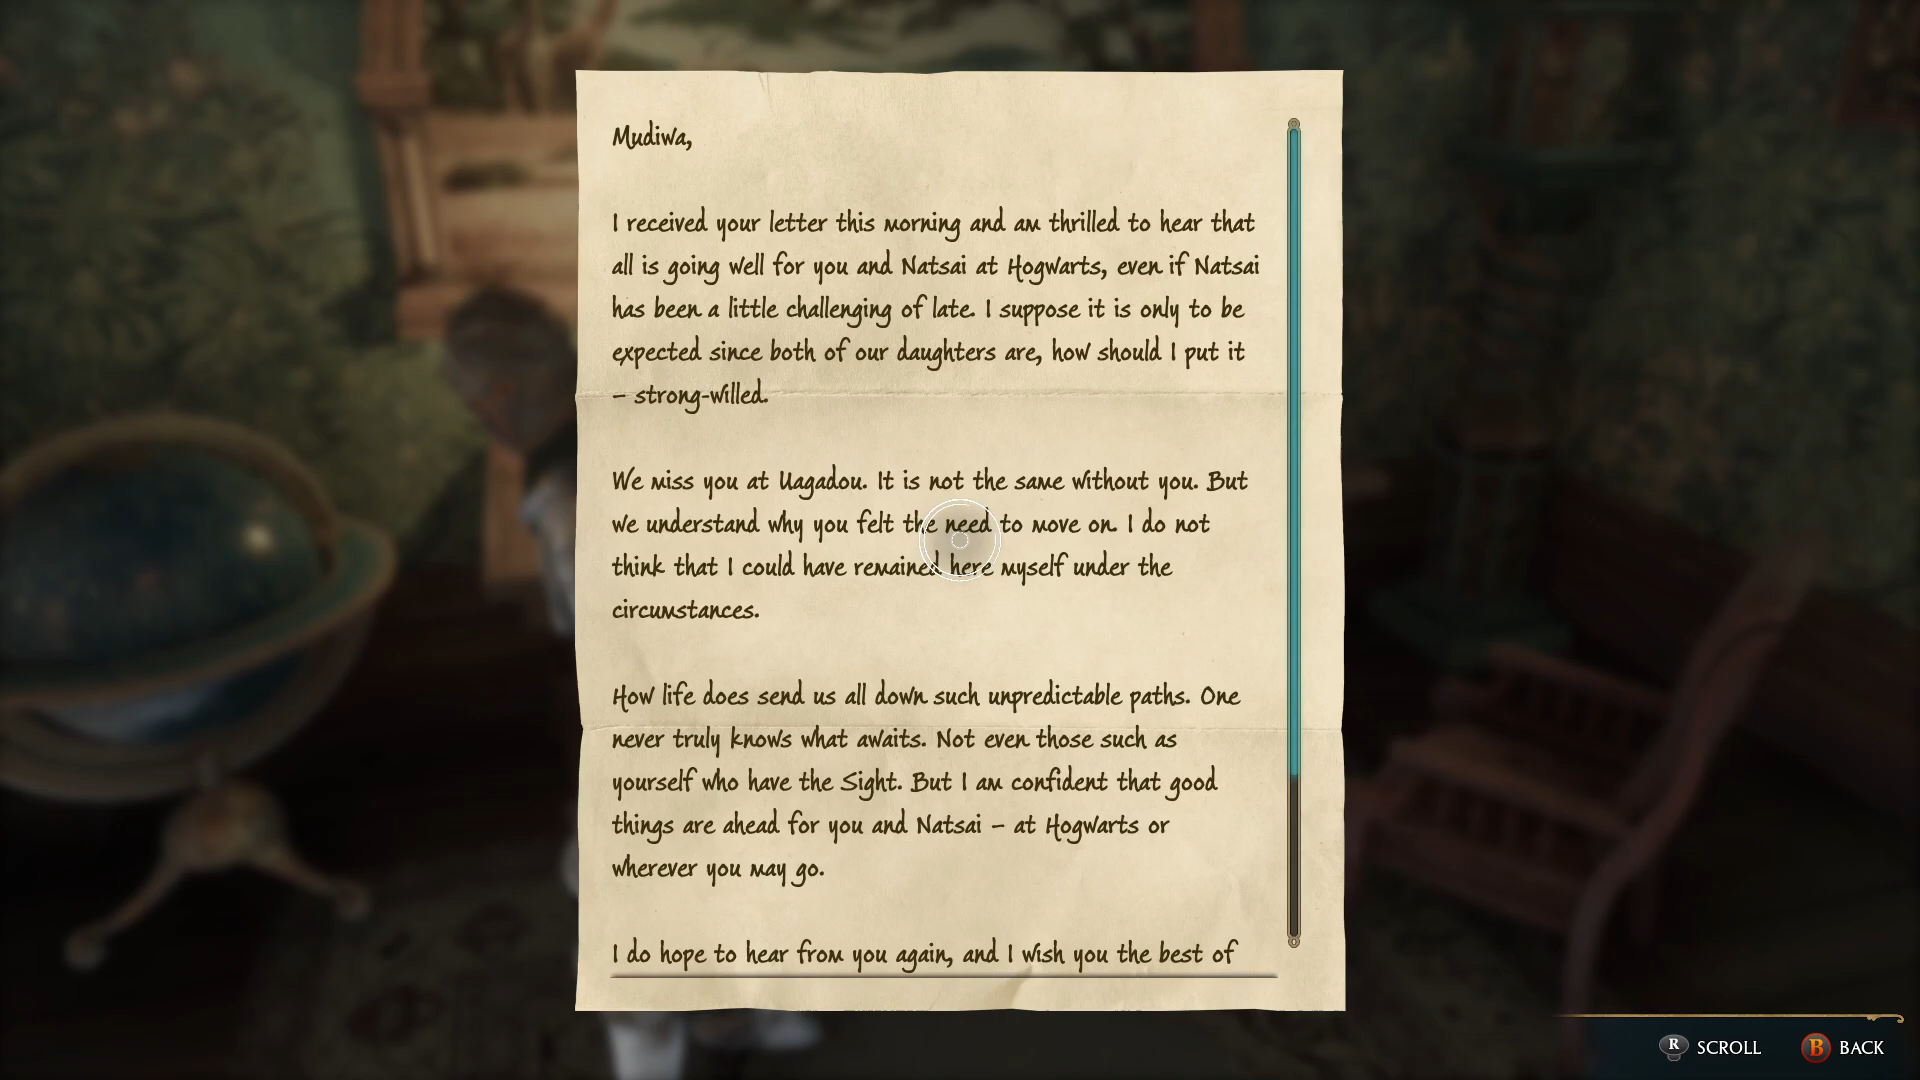 Mudiwa,
I received your letter this morning and am thrilled to hear that
all is going well for you and Natsai at Hogwarts, even if Natsai
has been a little challenging of late. I suppose it is only to be
expected since both of our daughters are, how should I put it
– strong-willed.
We miss you at Uagadou. It is not the same without you. But
we understand why you felt the need to move on. I do not
think that I could have remained here myself under the
circumstances.
How life does send us all down such unpredictable paths. One
never truly knows what awaits. Not even those such as
yourself who have the Sight. But I am confident that good
things are ahead for you and Natsai – at Hogwarts or
wherever you may go.
I do hope to hear from you again, and I wish you the best of
R SCROLL B BACK